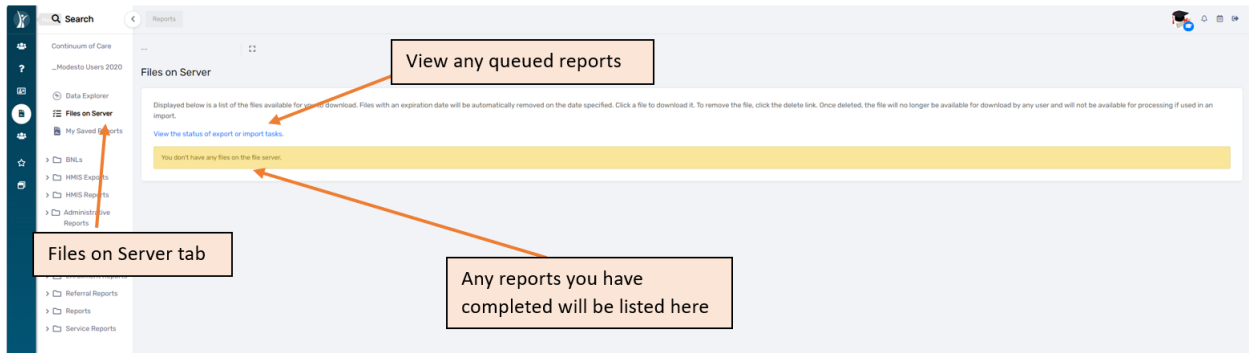 Search
Reports
Continuum of Care
_Modesto Users 2020
Data Explorer
Files on Server
My Saved Reports
BNLs
HMIS Exports
HMIS Reports
Administrative
Reports
Referral Reports
Reports
Service Reports
--
Files on Server
Displayed below is a list of the files available for you to download. Files with an expiration date will be automatically removed on the date specified. Click a file to download it. To remove the file, click the delete link. Once deleted, the file will no longer be available for download by any user and will not be available for processing if used in an
import.
View the status of export or import tasks.
You don't have any files on the file server.
View any queued reports
Files on Server tab
Any reports you have
completed will be listed here